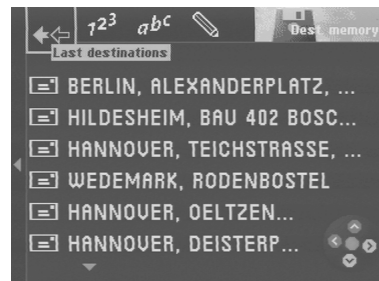 123 abc Dest. memory
Last destinations
BERLIN, ALEXANDERPLATZ, ...
HILDESHEIM, BAU 402 BOSC...
HANNOVER, TEICHSTRASSE, ...
WEDEMARK, RODENBOSTEL
HANNOVER, OELTZEN...
HANNOVER, DEISTERP...